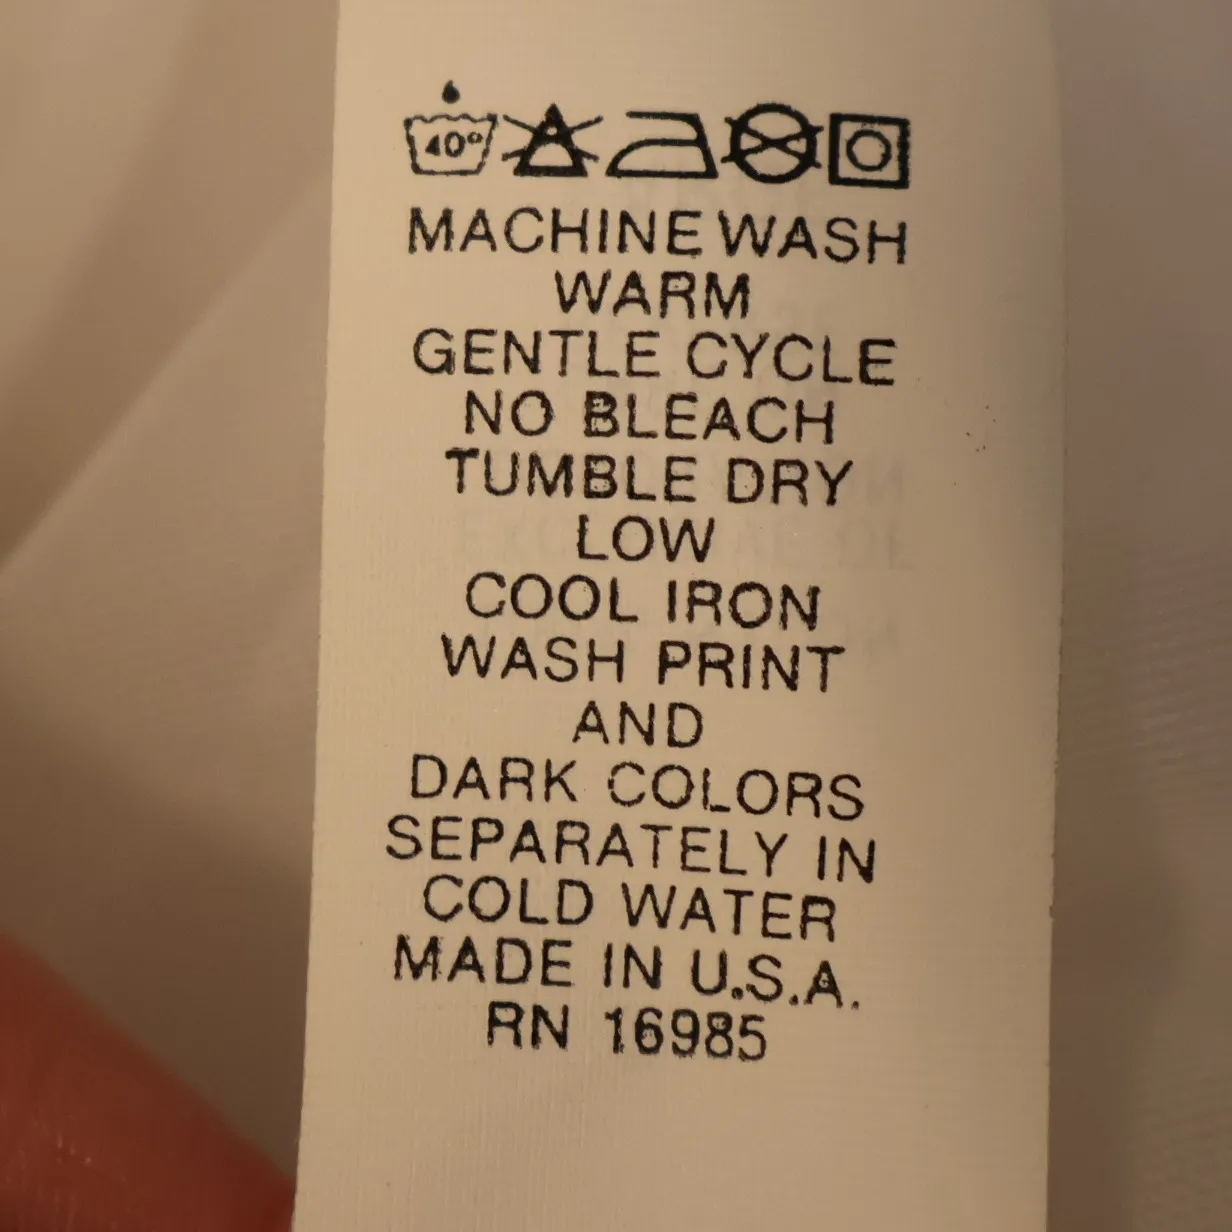 40°
MACHINE WASH
WARM
GENTLE CYCLE
NO BLEACH
TUMBLE DRY
LOW
COOL IRON
WASH PRINT
AND
DARK COLORS
SEPARATELY IN
COLD WATER
MADE IN U.S.A.
RN 16985